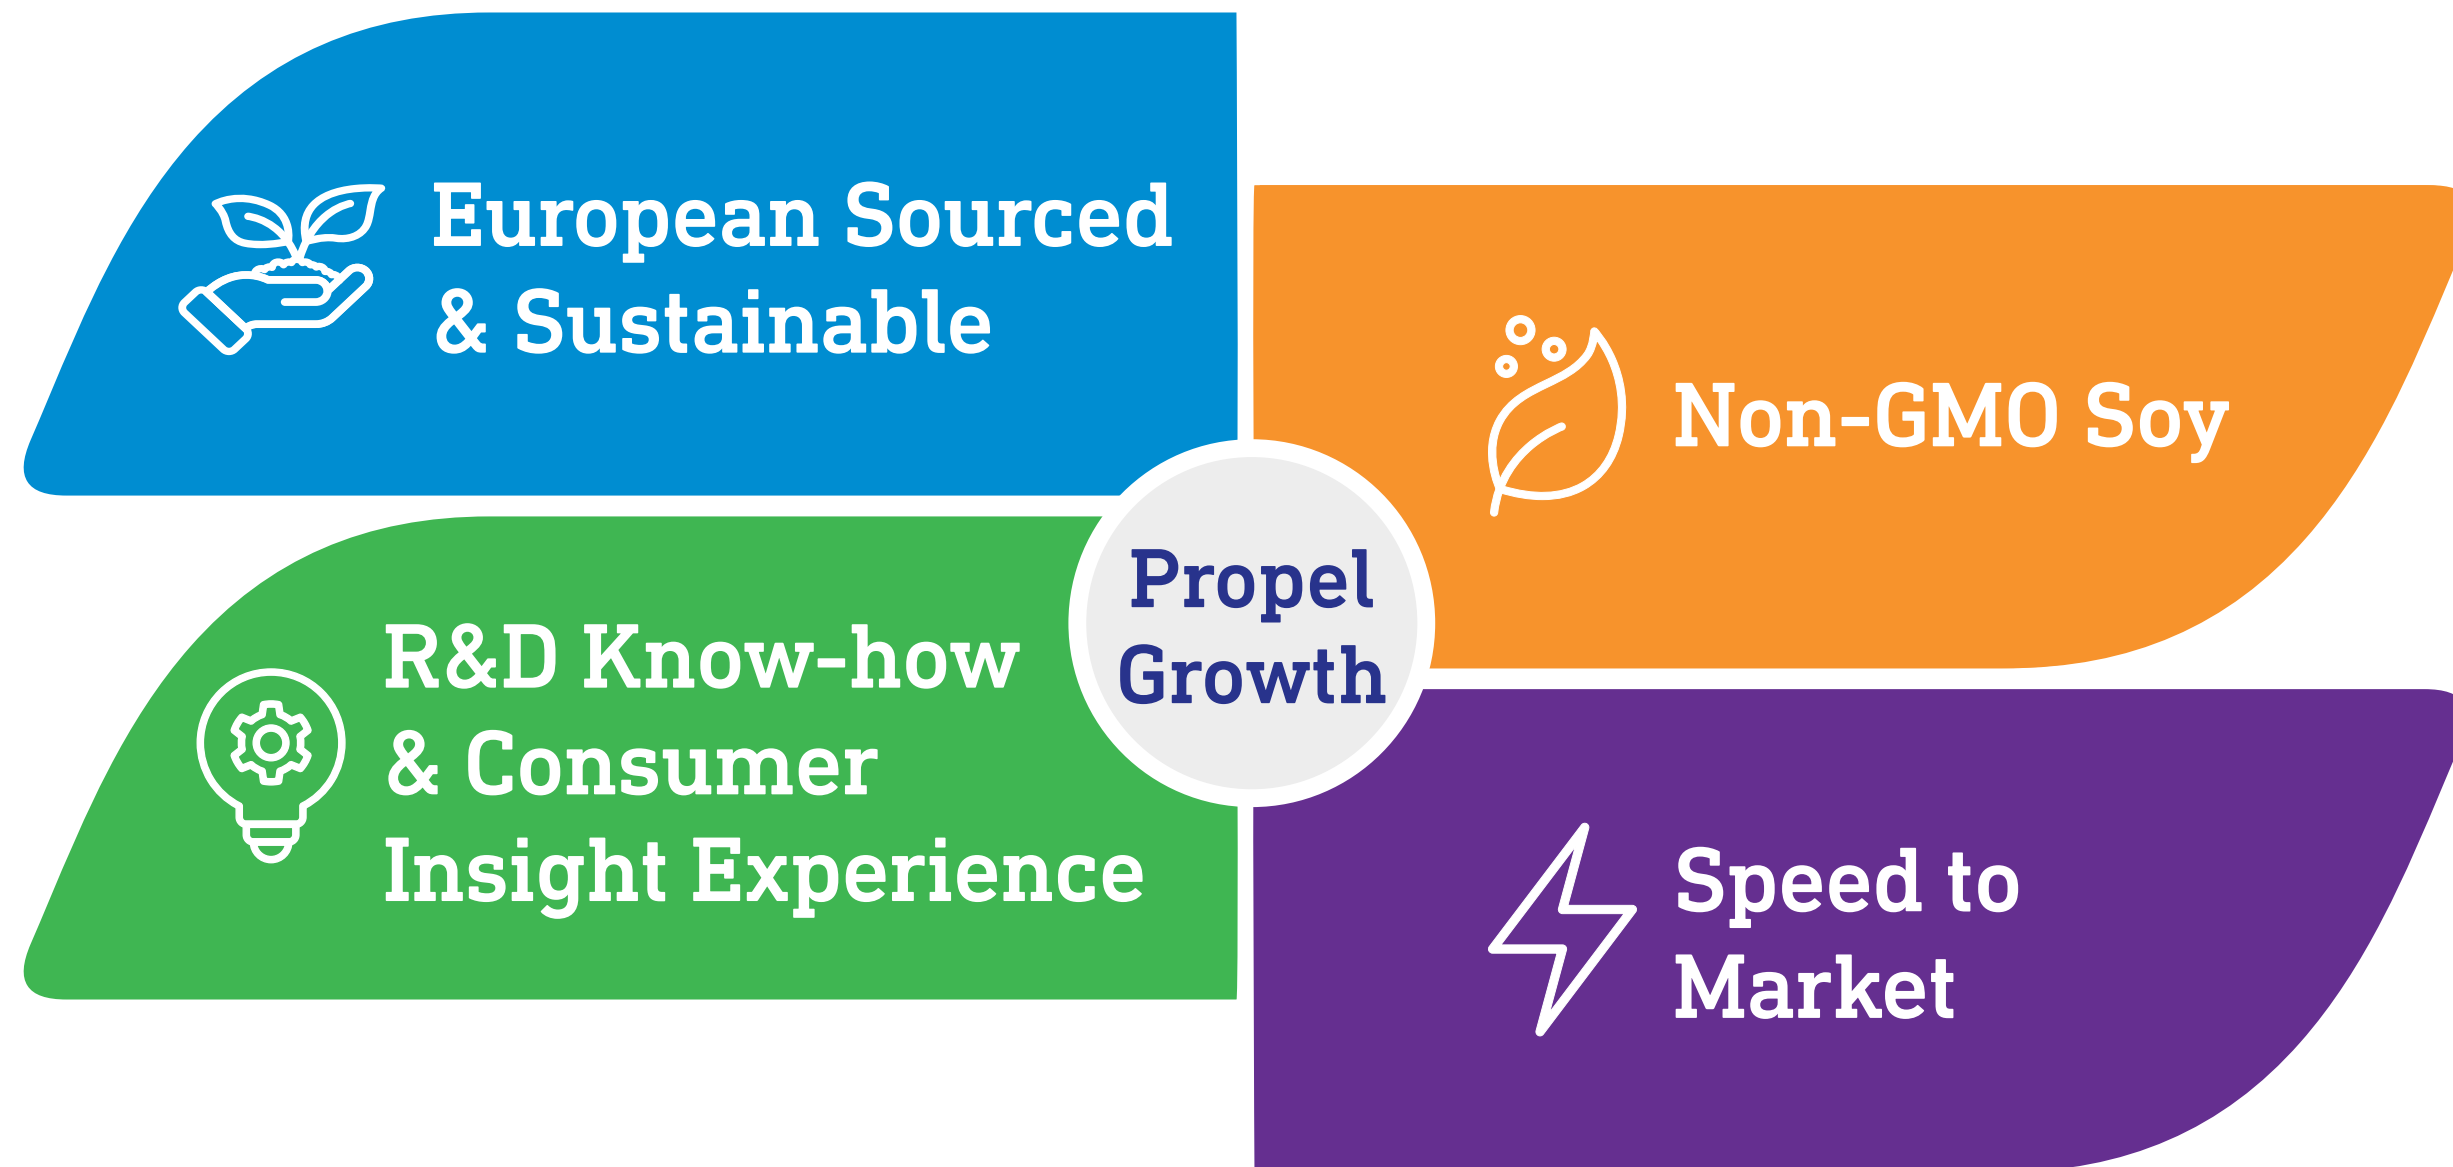 European Sourced
& Sustainable
Non-GMO Soy
Propel
Growth
R&D Know-how
& Consumer
Insight Experience
Speed to
Market